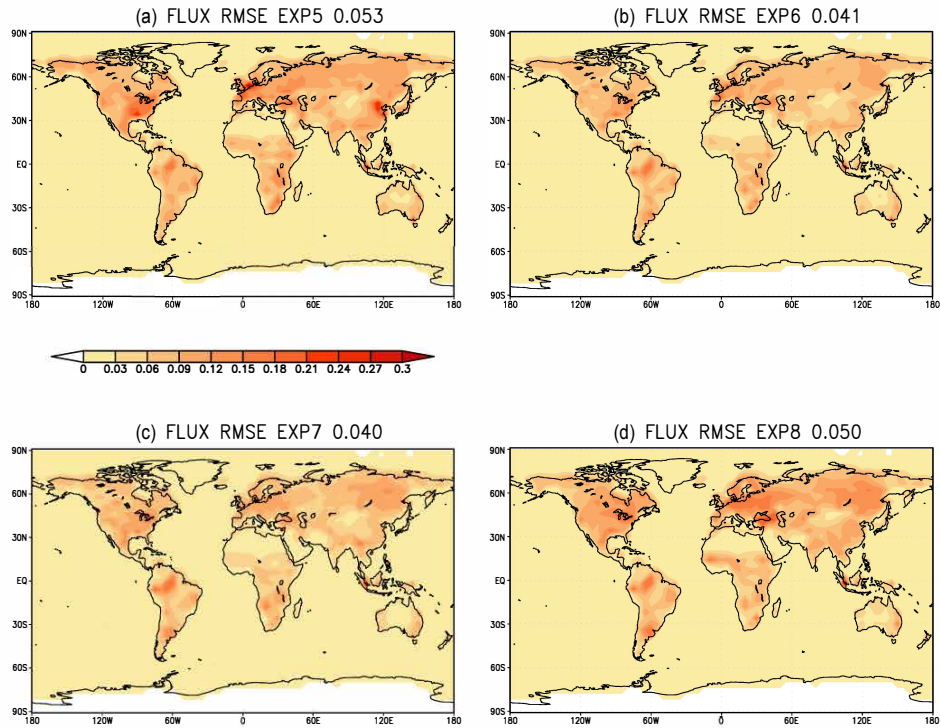 (a) FLUX RMSE EXP5 0.053
90N
60N
30N
EQ
30S
60S
90S
180 120W 60W 0 60E 120E 180
(b) FLUX RMSE EXP6 0.041
90N
60N
30N
EQ
30S
60S
90S
180 120W 60W 0 60E 120E 180
0 0.03 0.06 0.09 0.12 0.15 0.18 0.21 0.24 0.27 0.3
(c) FLUX RMSE EXP7 0.040
90N
60N
30N
EQ
30S
60S
90S
180 120W 60W 0 60E 120E 180
(d) FLUX RMSE EXP8 0.050
90N
60N
30N
EQ
30S
60S
90S
180 120W 60W 0 60E 120E 180